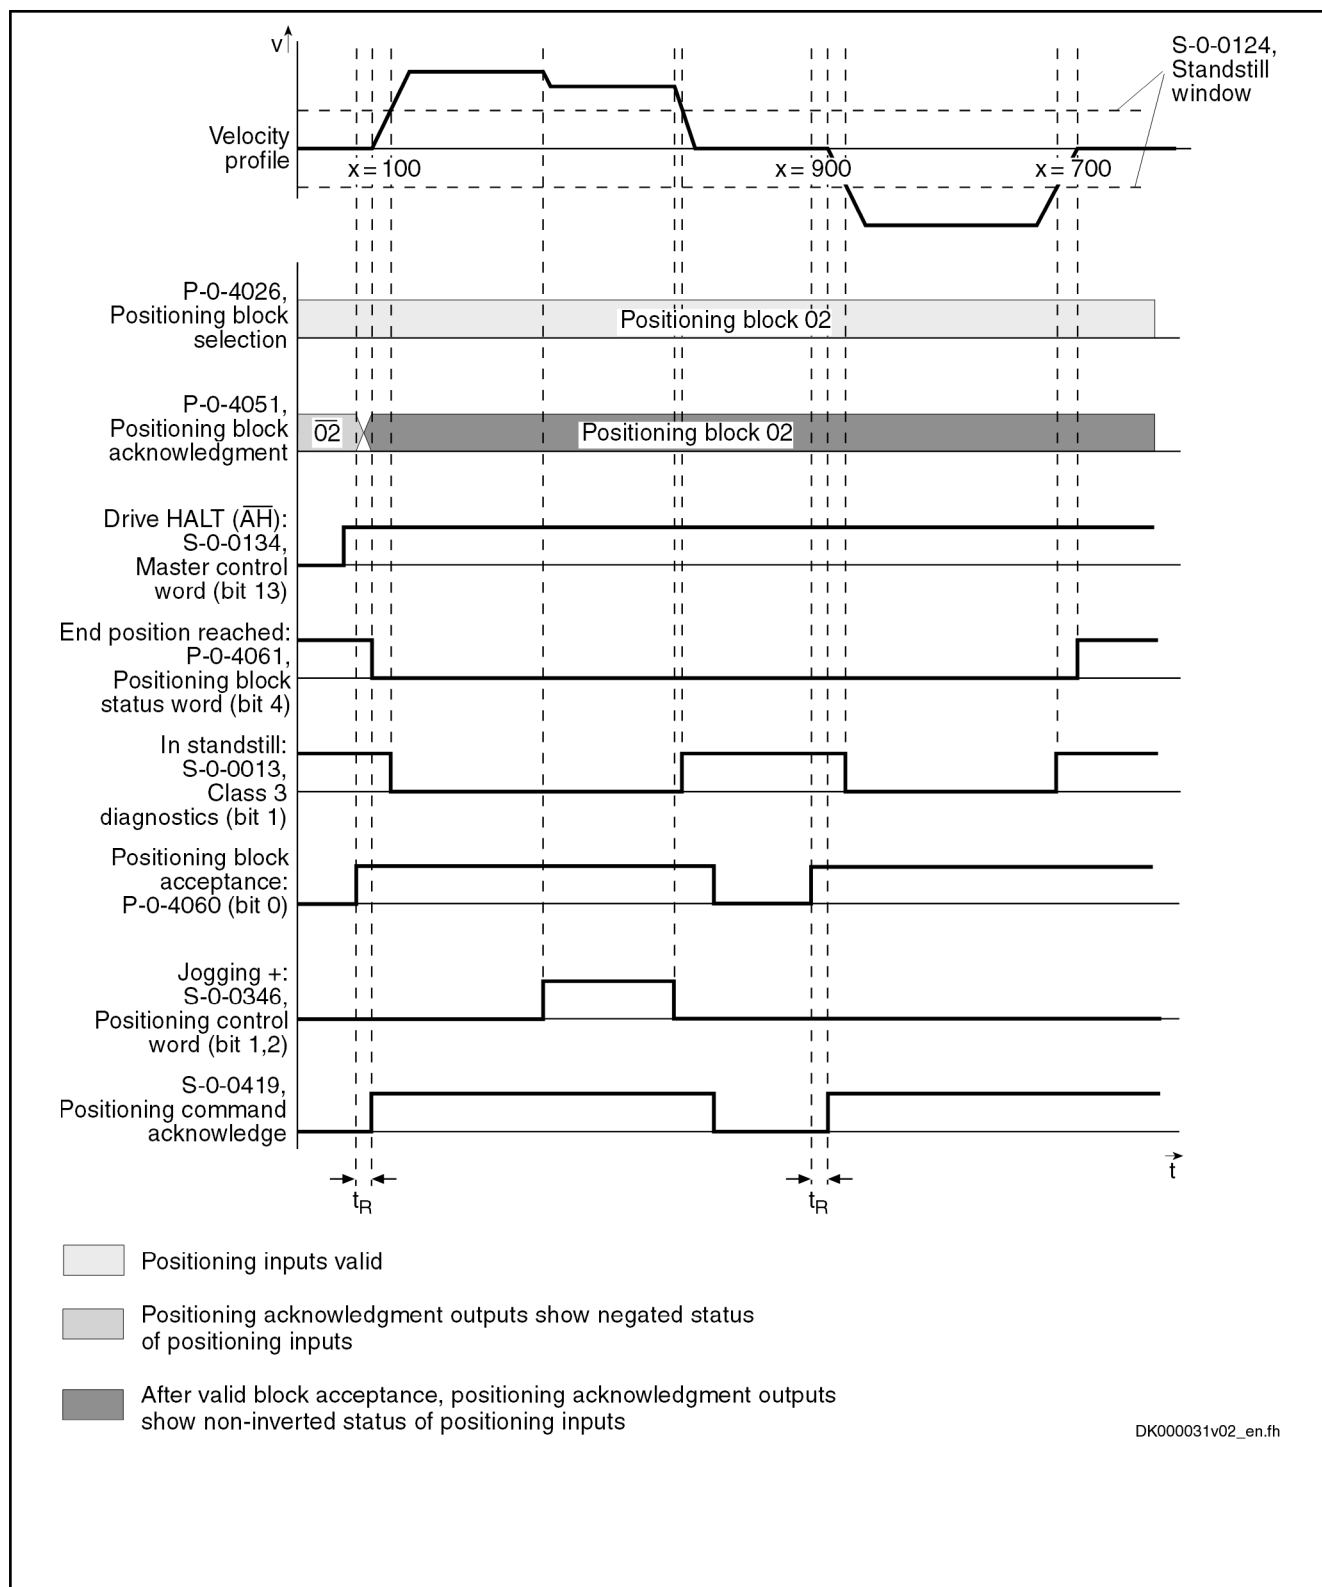 v
S-0-0124,
Standstill
window
Velocity
profile
x = 100
x = 900
x = 700
P-0-4026,
Positioning block
selection
Positioning block 02
P-0-4051,
Positioning block
acknowledgment
0̅2̅
Positioning block 02
Drive HALT (A̅H̅):
S-0-0134,
Master control
word (bit 13)
End position reached:
P-0-4061,
Positioning block
status word (bit 4)
In standstill:
S-0-0013,
Class 3
diagnostics (bit 1)
Positioning block
acceptance:
P-0-4060 (bit 0)
Jogging +:
S-0-0346,
Positioning control
word (bit 1,2)
S-0-0419,
Positioning command
acknowledge
t
tR
tR
Positioning inputs valid
Positioning acknowledgment outputs show negated status
of positioning inputs
After valid block acceptance, positioning acknowledgment outputs
show non-inverted status of positioning inputs
DK000031v02_en.fh